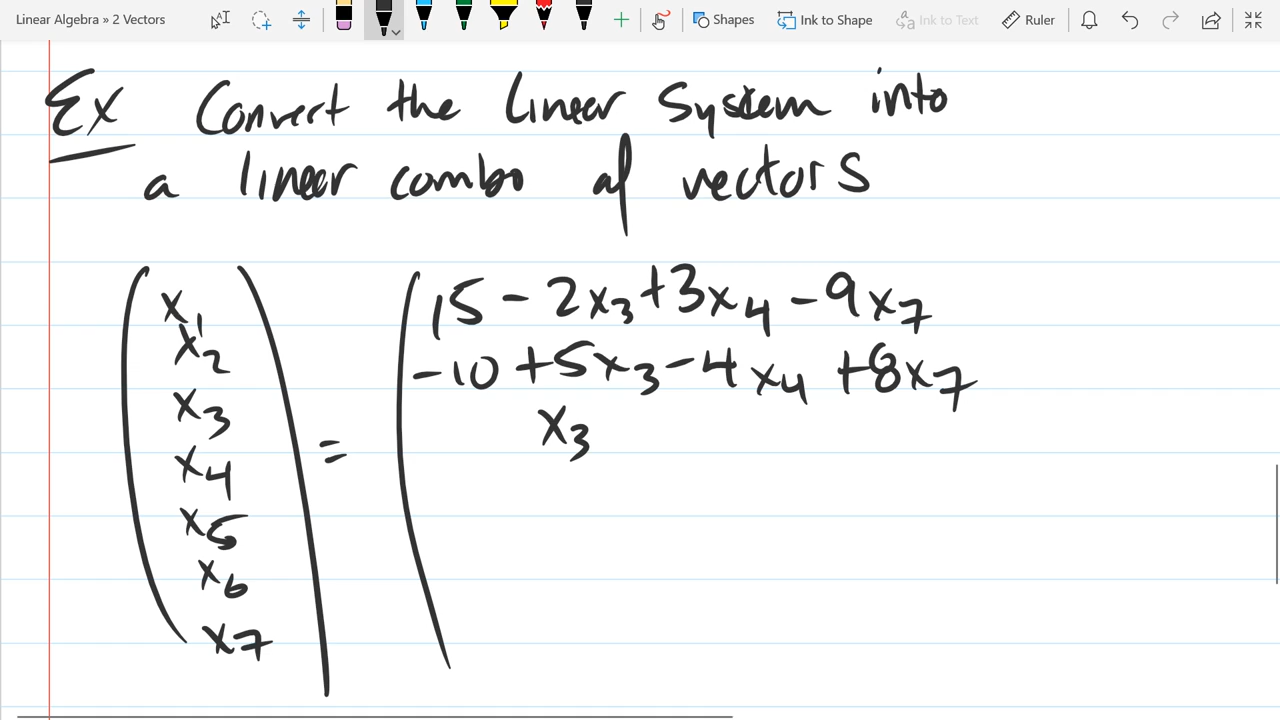 Linear Algebra » 2 Vectors
Shapes Ink to Shape Ink to Text Ruler
Ex Convert the Linear System into
a linear combo of vectors
x₁
x₂
x₃
x₄
x₅
x₆
x₇
=
15 - 2x₃ + 3x₄ - 9x₇
-10 + 5x₃ - 4x₄ + 8x₇
x₃